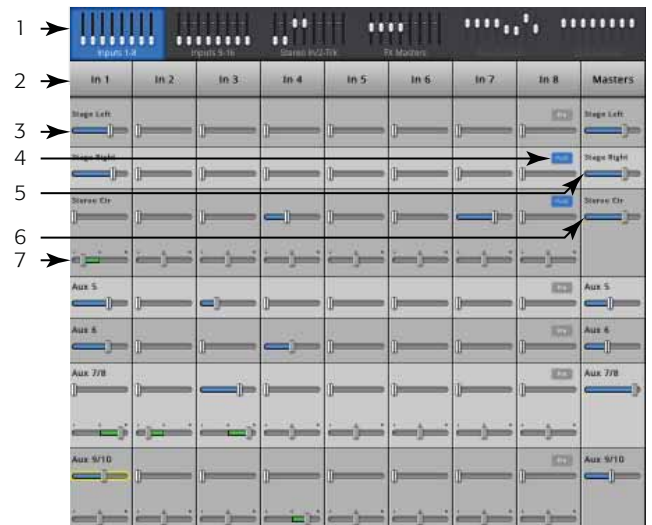 1
Inputs 1-8
Inputs 9-16
Stereo In/2-Trk
FX Masters
2
In 1
In 2
In 3
In 4
In 5
In 6
In 7
In 8
Masters
3
Stage Left
Stage Left
4
Stage Right
Stage Right
5
Stereo Ctr
Stereo Ctr
6
7
Aux 5
Aux 5
Aux 6
Aux 6
Aux 7/8
Aux 7/8
Aux 9/10
Aux 9/10